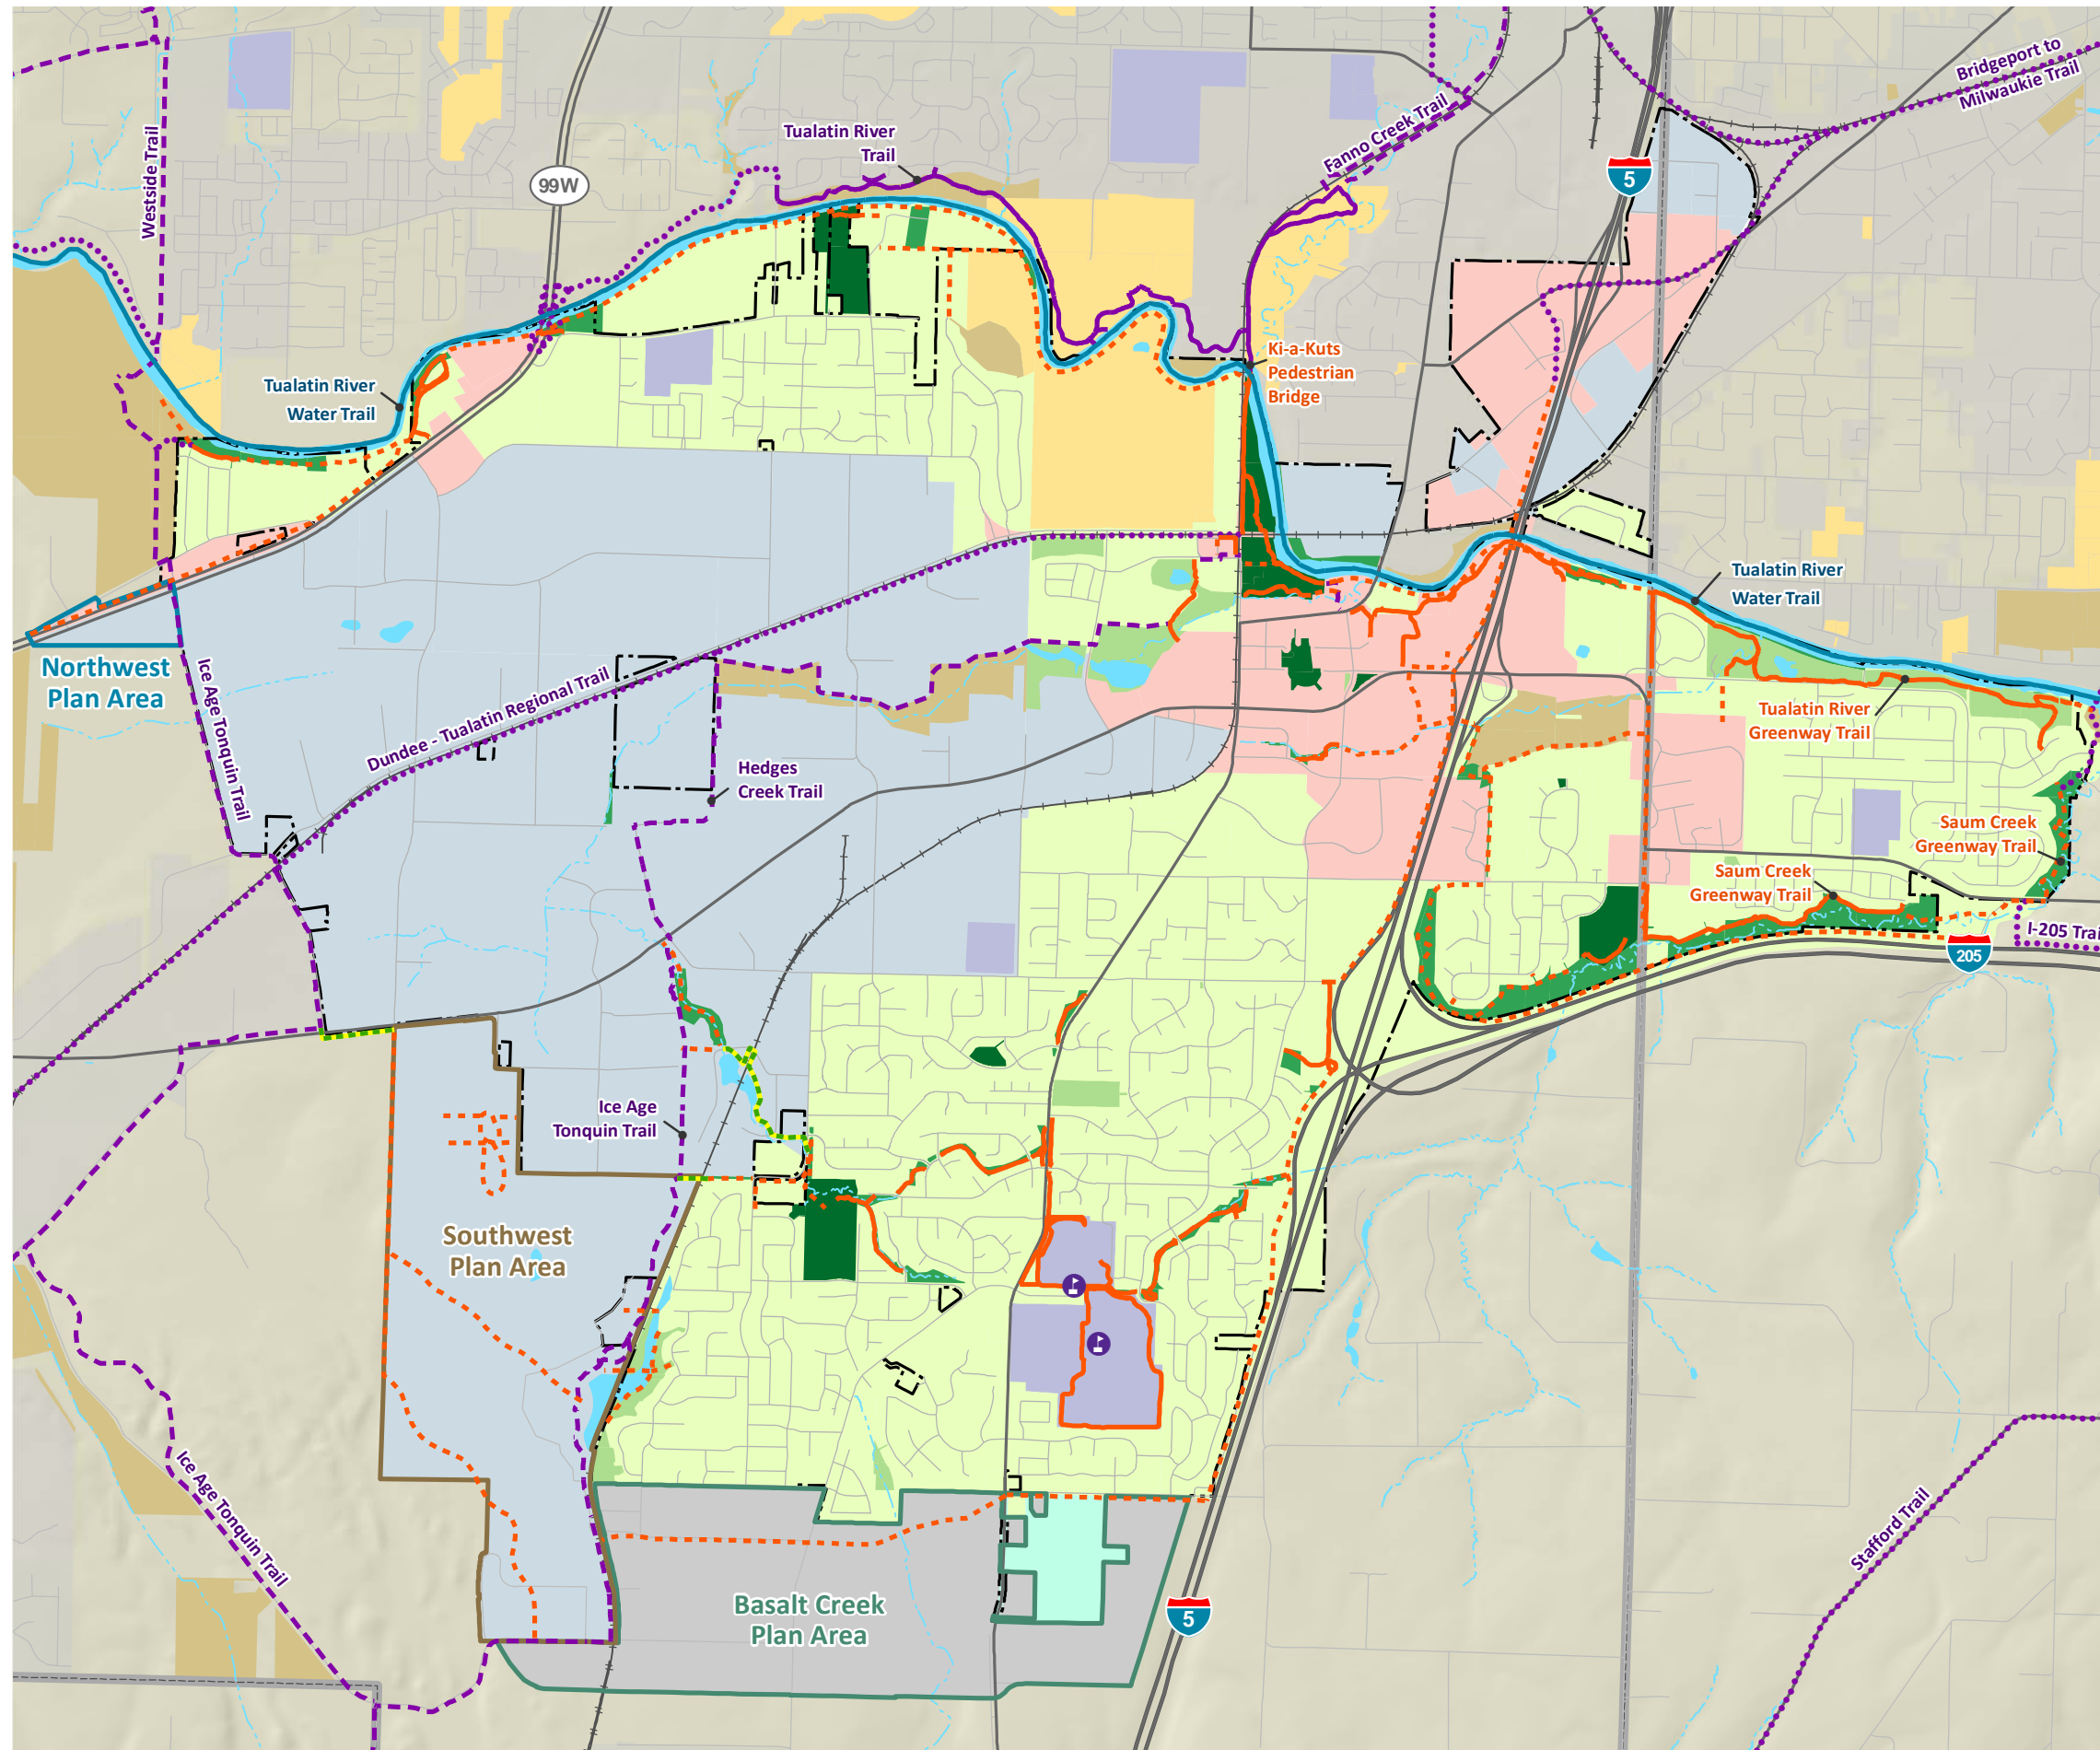 Bridgeport to
Milwaukie Trail
Tualatin River
Trail
Fanno Creek Trail
Westside Trail
99W
5
Tualatin River
Water Trail
Ki-a-Kuts
Pedestrian
Bridge
Tualatin River
Water Trail
Northwest
Plan Area
Ice Age Tonquin Trail
Dundee - Tualatin Regional Trail
Hedges
Creek Trail
Tualatin River
Greenway Trail
Saum Creek
Greenway Trail
Saum Creek
Greenway Trail
I-205 Trai
205
Ice Age
Tonquin Trail
Southwest
Plan Area
Ice Age Tonquin Trail
Stafford Trail
Basalt Creek
Plan Area
5